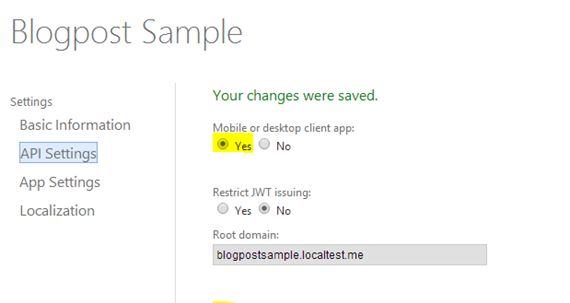 Blogpost Sample
Settings
Basic Information
API Settings
App Settings
Localization
Your changes were saved.
Mobile or desktop client app:
Yes No
Restrict JWT issuing:
Yes No
Root domain:
blogpostsample.localtest.me